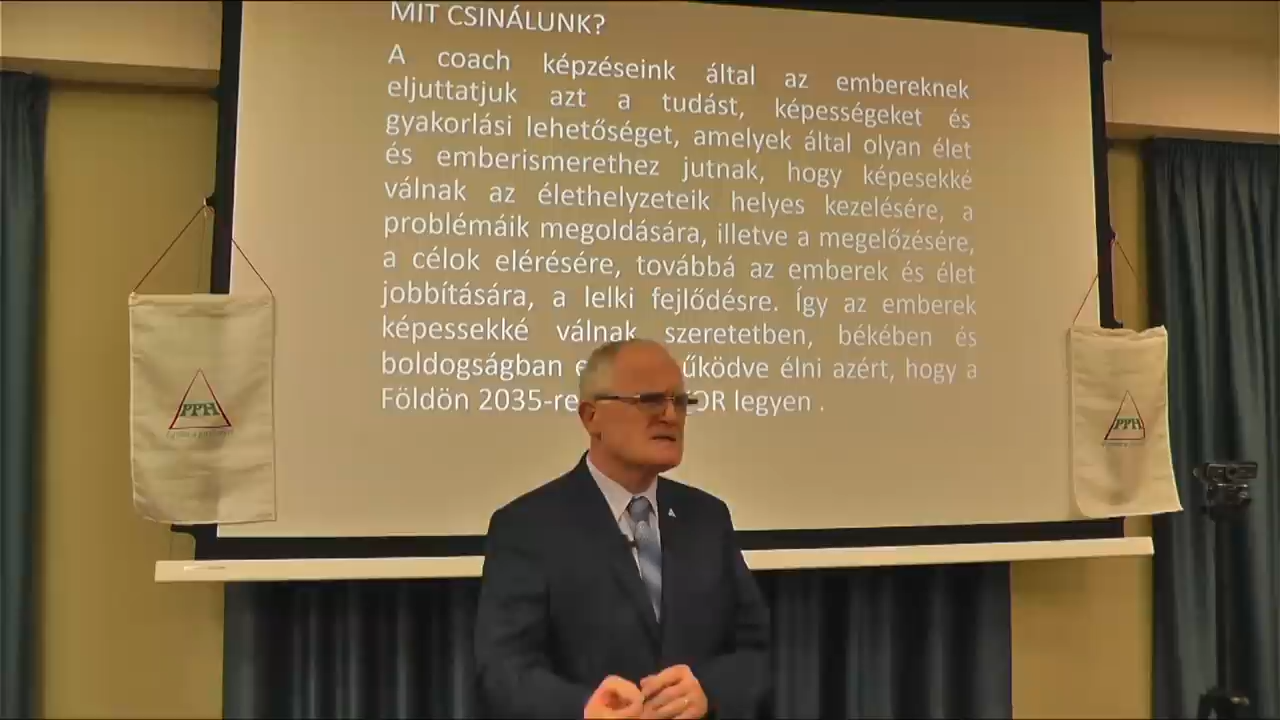 MIT CSINÁLUNK?
A coach képzéseink által az embereknek
eljuttatjuk azt a tudást, képességeket és
gyakorlási lehetőséget, amelyek által olyan élet
és emberismerethez jutnak, hogy képesekké
válnak az élethelyzeteik helyes kezelésére, a
problémáik megoldására, illetve a megelőzésére,
a célok elérésére, továbbá az emberek és élet
jobbítására, a lelki fejlődésre. Így az emberek
képessekké válnak szeretetben, békében és
boldogságban űködve élni azért, hogy a
Földön 2035-re OR legyen .
PPH
PPH